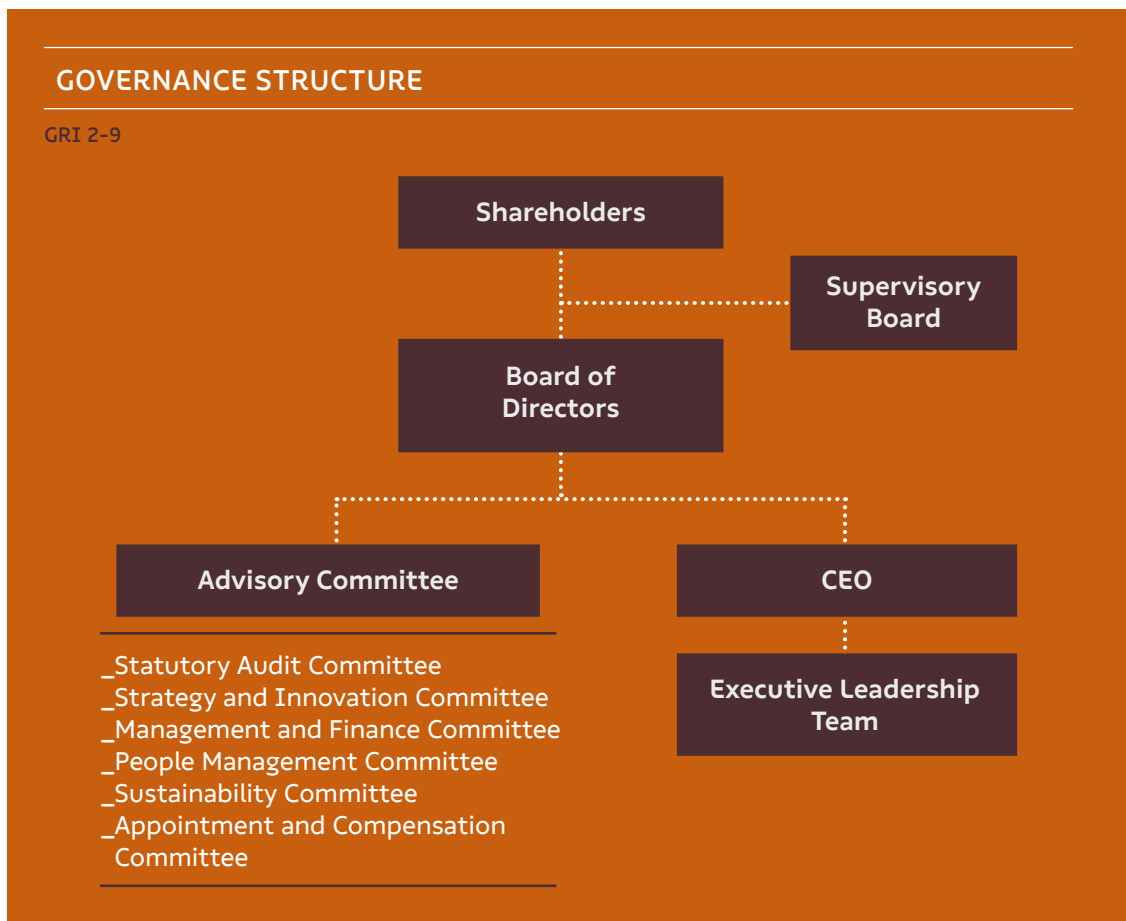 GOVERNANCE STRUCTURE
GRI 2-9
Shareholders
Supervisory
Board
Board of
Directors
Advisory Committee
_Statutory Audit Committee
_Strategy and Innovation Committee
_Management and Finance Committee
_People Management Committee
_Sustainability Committee
_Appointment and Compensation
Committee
CEO
Executive Leadership
Team